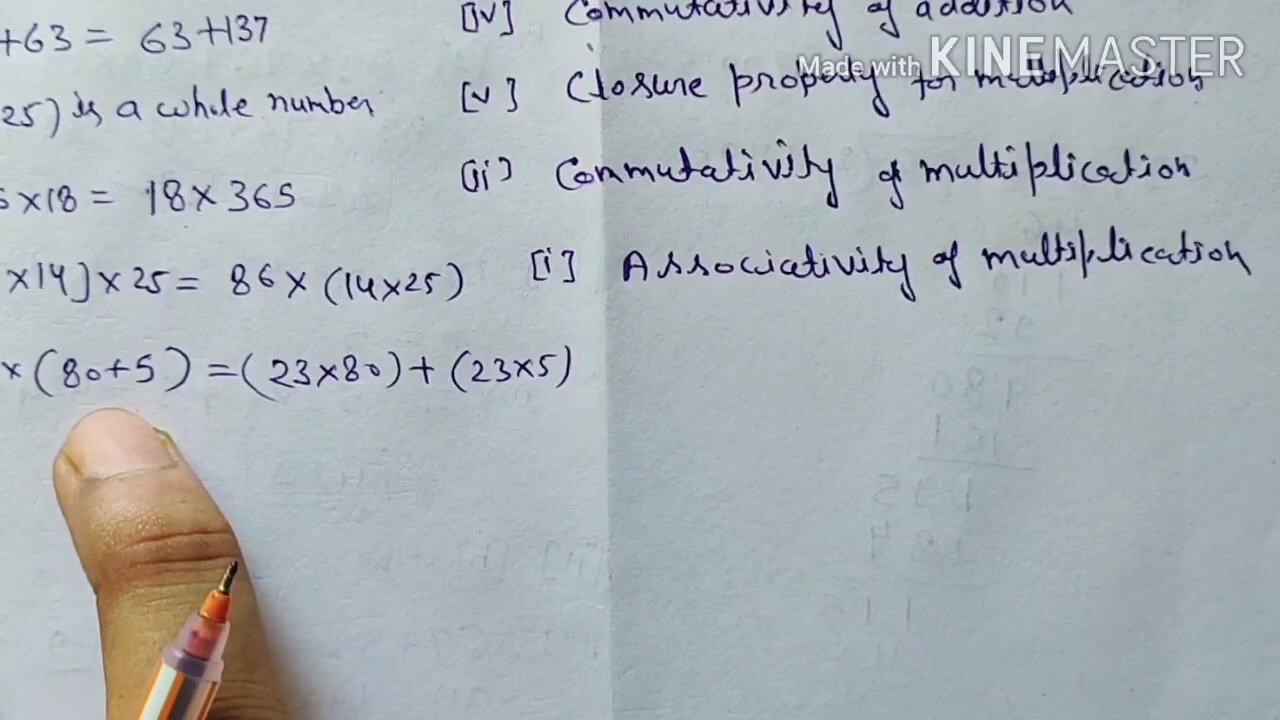 +63 = 63+137 [iv] Commutativity of addition
Made with KINEMASTER
25) is a whole number [v] Closure property for multiplication
5 x 18 = 18 x 365 [ii] Commutativity of multiplication
x 14) x 25 = 86 x (14 x 25) [i] Associativity of multiplication
x (80+5) = (23 x 80) + (23 x 5)